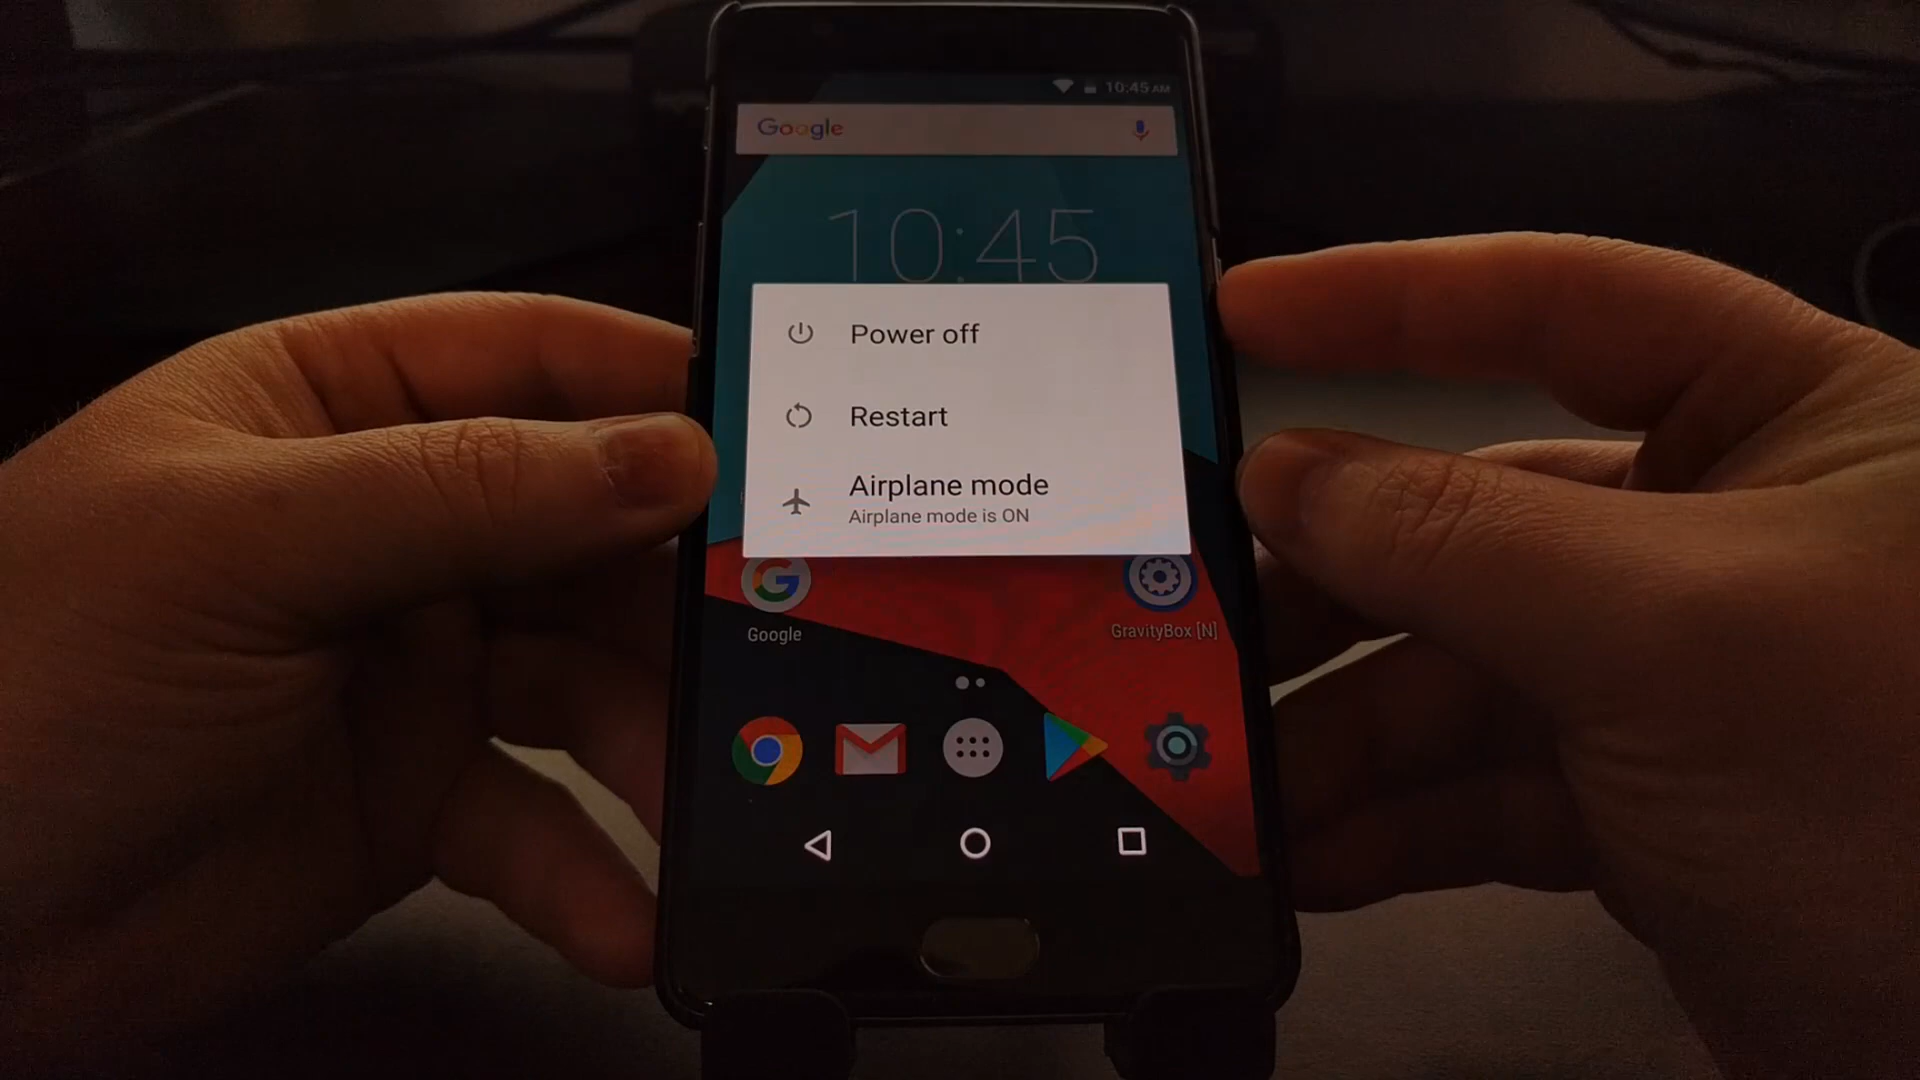 10:45 AM
Google
10:45
Power off
Restart
Airplane mode
Airplane mode is ON
Google
GravityBox [N]